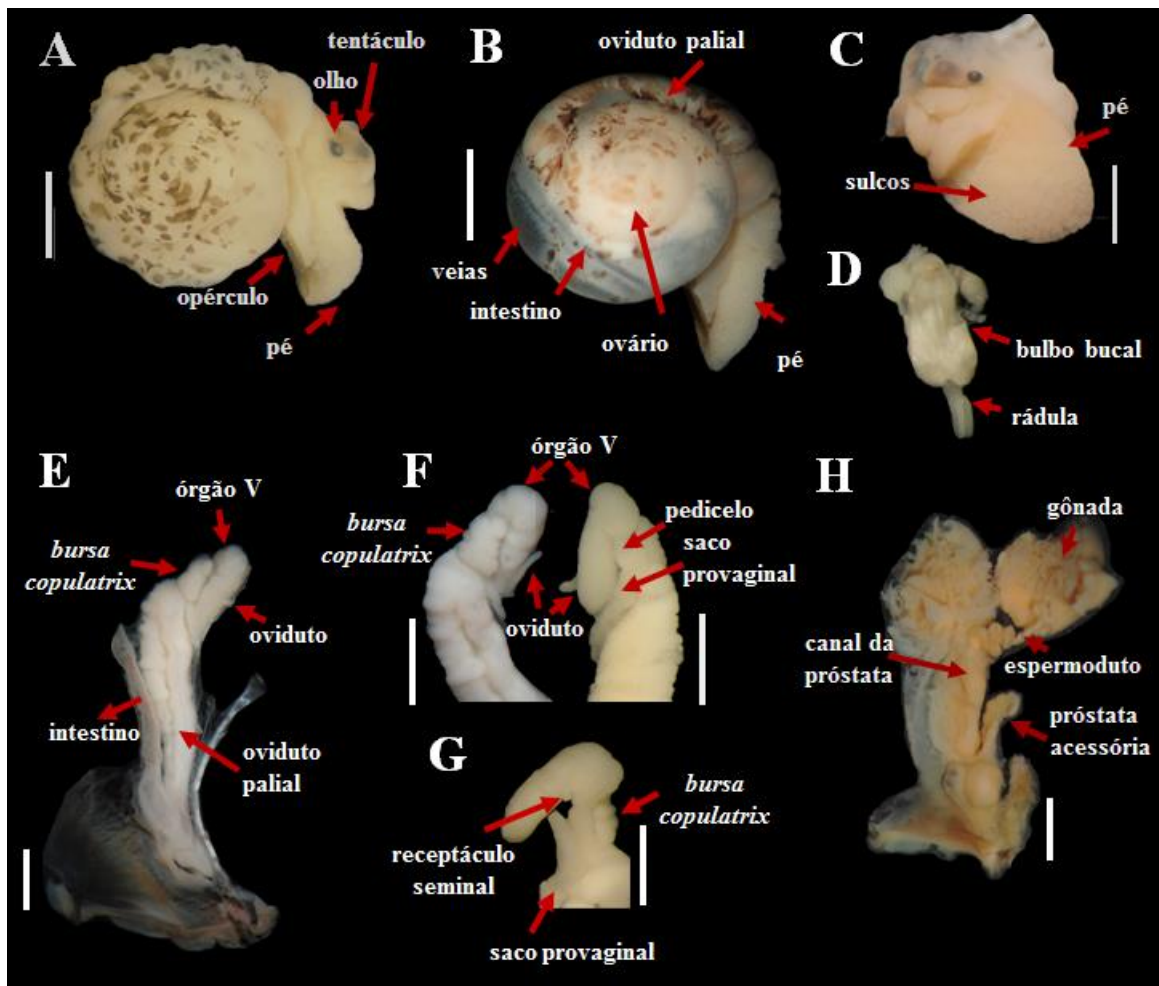 A
tentáculo
olho
opérculo
pé
B
oviduto palial
veias
intestino
ovário
pé
C
pé
sulcos
D
bulbo bucal
rádula
E
órgão V
bursa
copulatrix
oviduto
intestino
oviduto
palial
F
órgão V
bursa
copulatrix
pedicelo
saco
provaginal
oviduto
G
bursa
copulatrix
receptáculo
seminal
saco provaginal
H
gônada
canal da
próstata
espermoduto
próstata
acessória